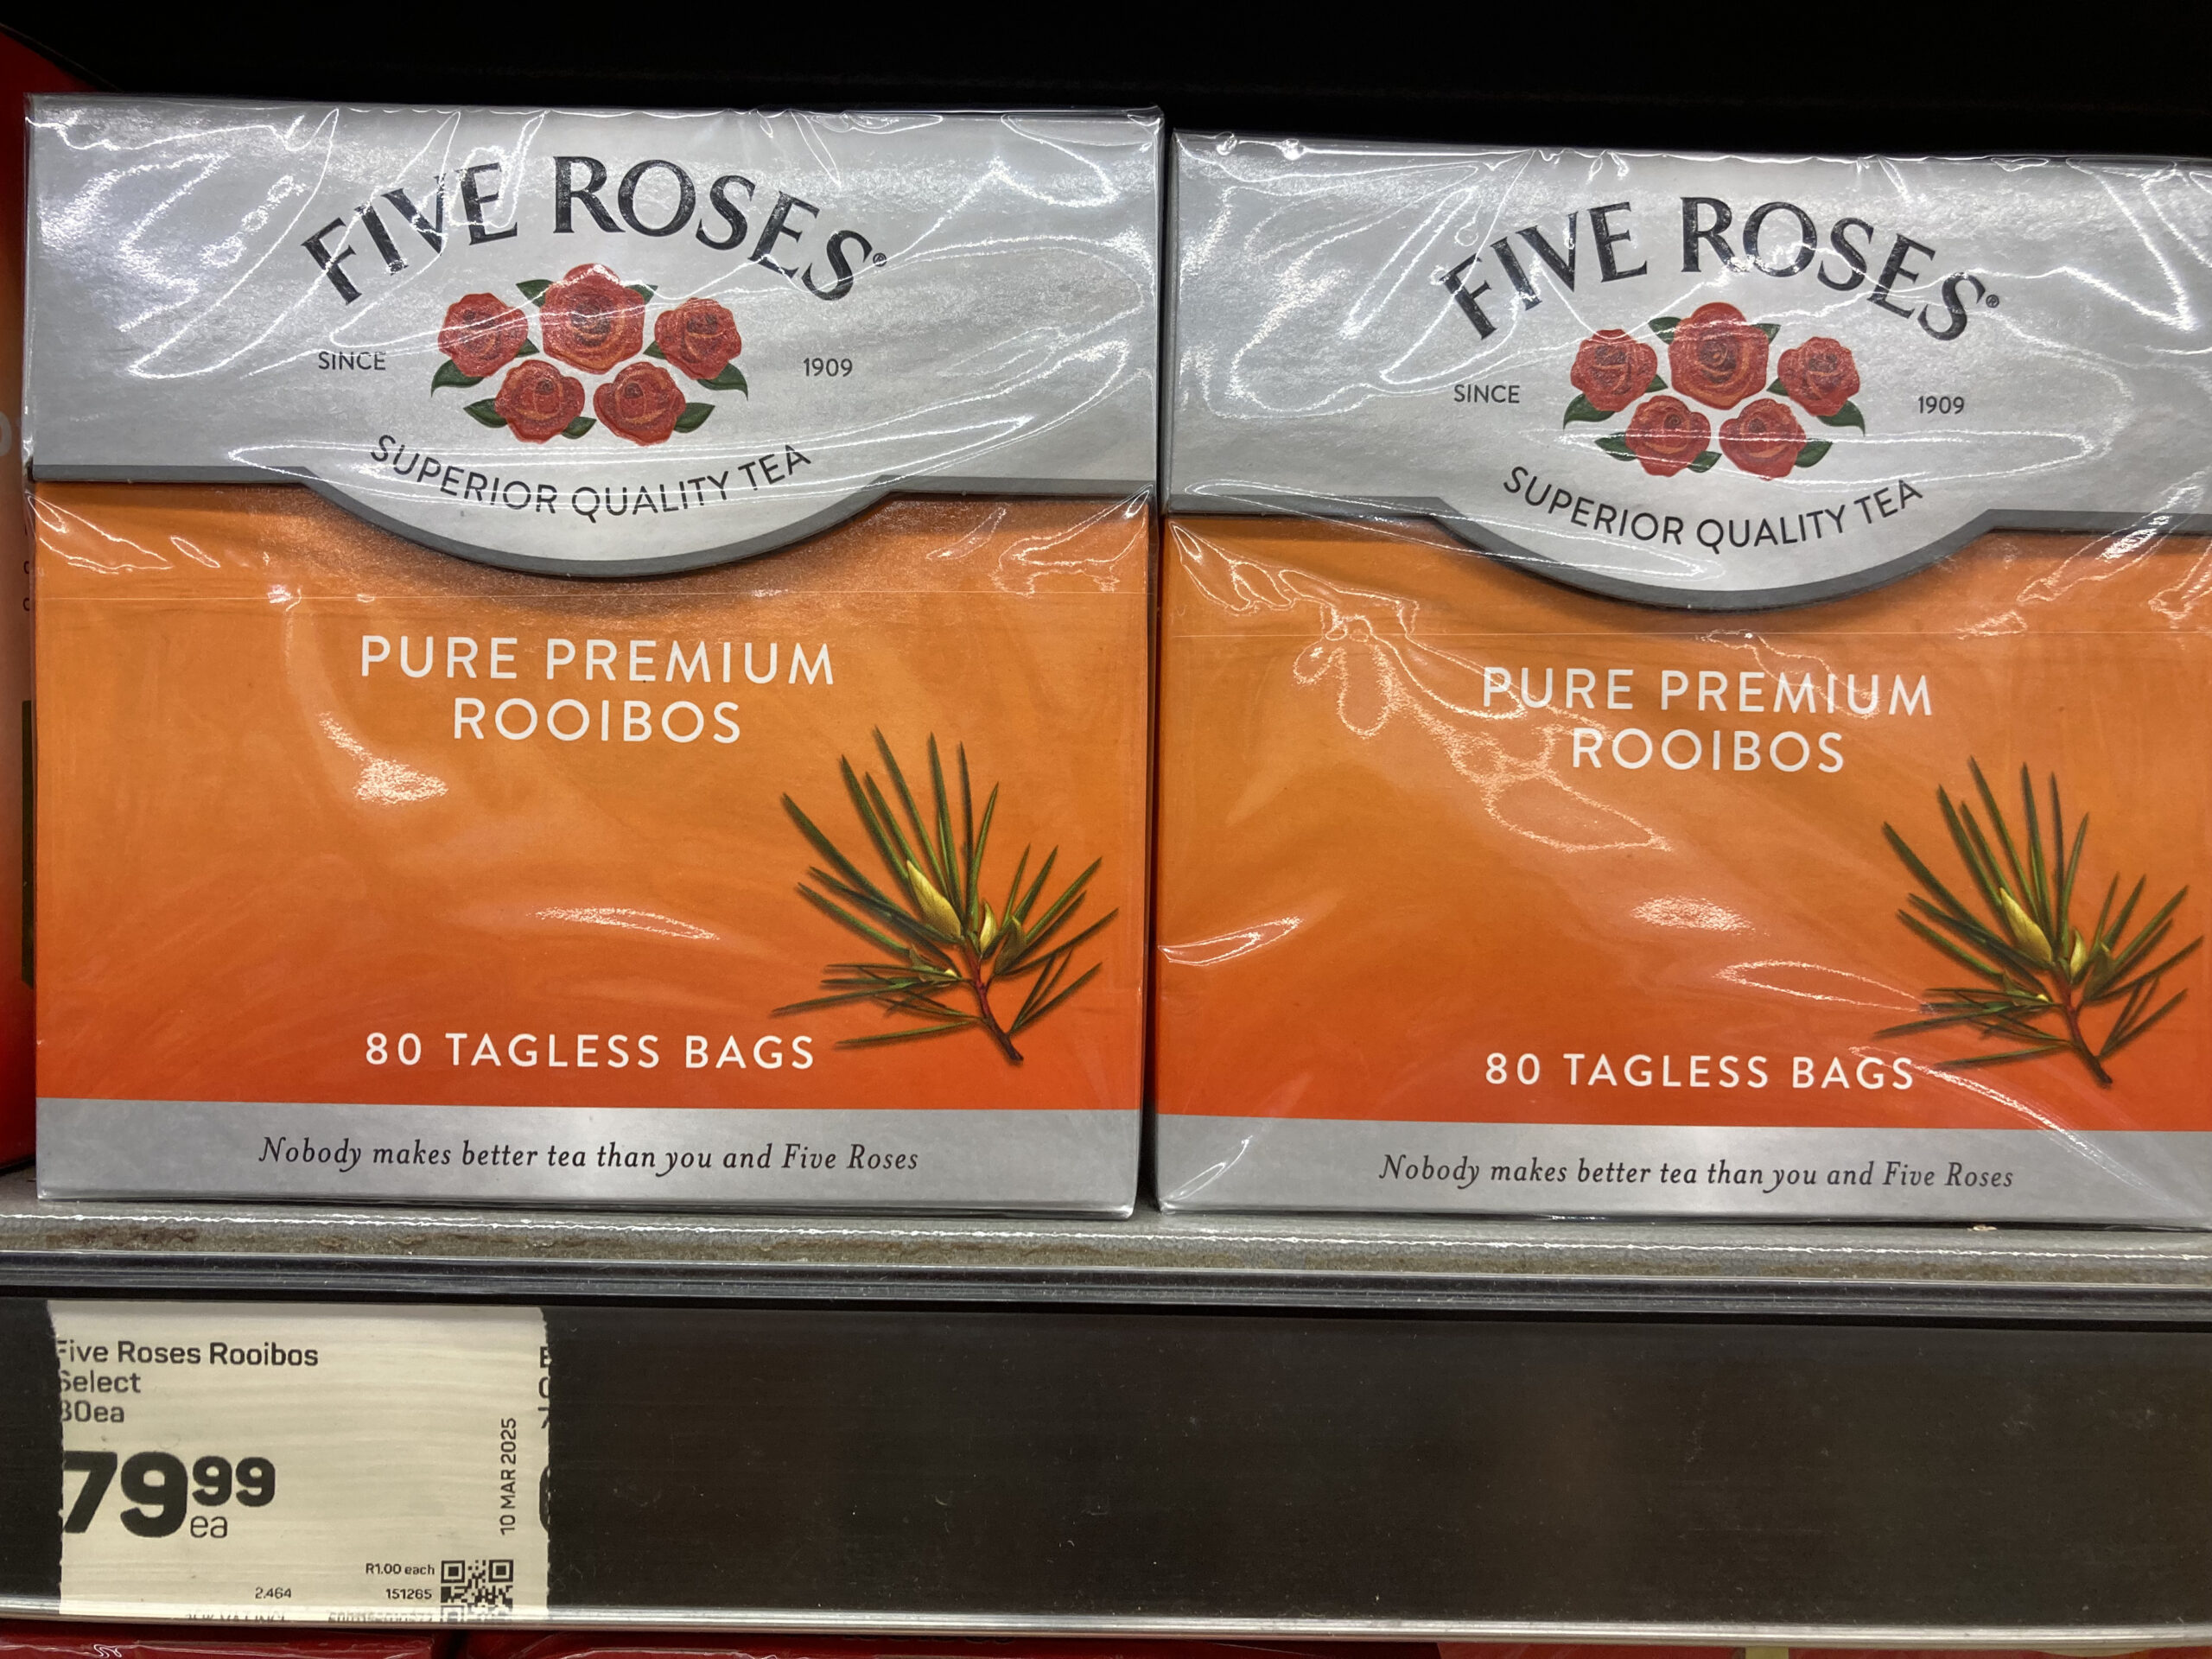 FIVE ROSES®
SINCE 1909
SUPERIOR QUALITY TEA
PURE PREMIUM
ROOIBOS
80 TAGLESS BAGS
Nobody makes better tea than you and Five Roses
FIVE ROSES®
SINCE 1909
SUPERIOR QUALITY TEA
PURE PREMIUM
ROOIBOS
80 TAGLESS BAGS
Nobody makes better tea than you and Five Roses
Five Roses Rooibos
Select
80ea
79 99
ea
10 MAR 2025
R1.00 each
2.464 151265